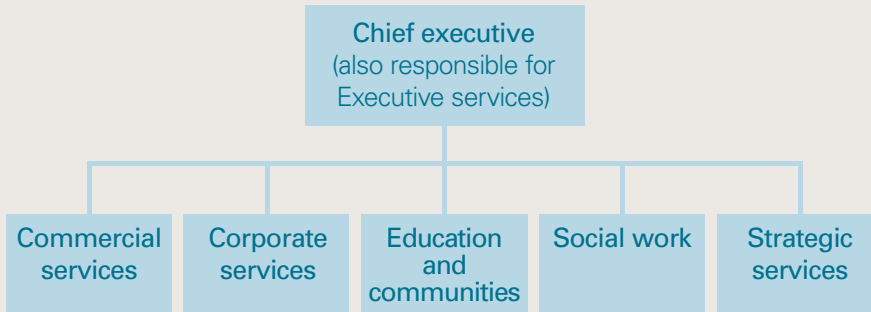 Chief executive
(also responsible for
Executive services)
Commercial
services
Corporate
services
Education
and
communities
Social work
Strategic
services